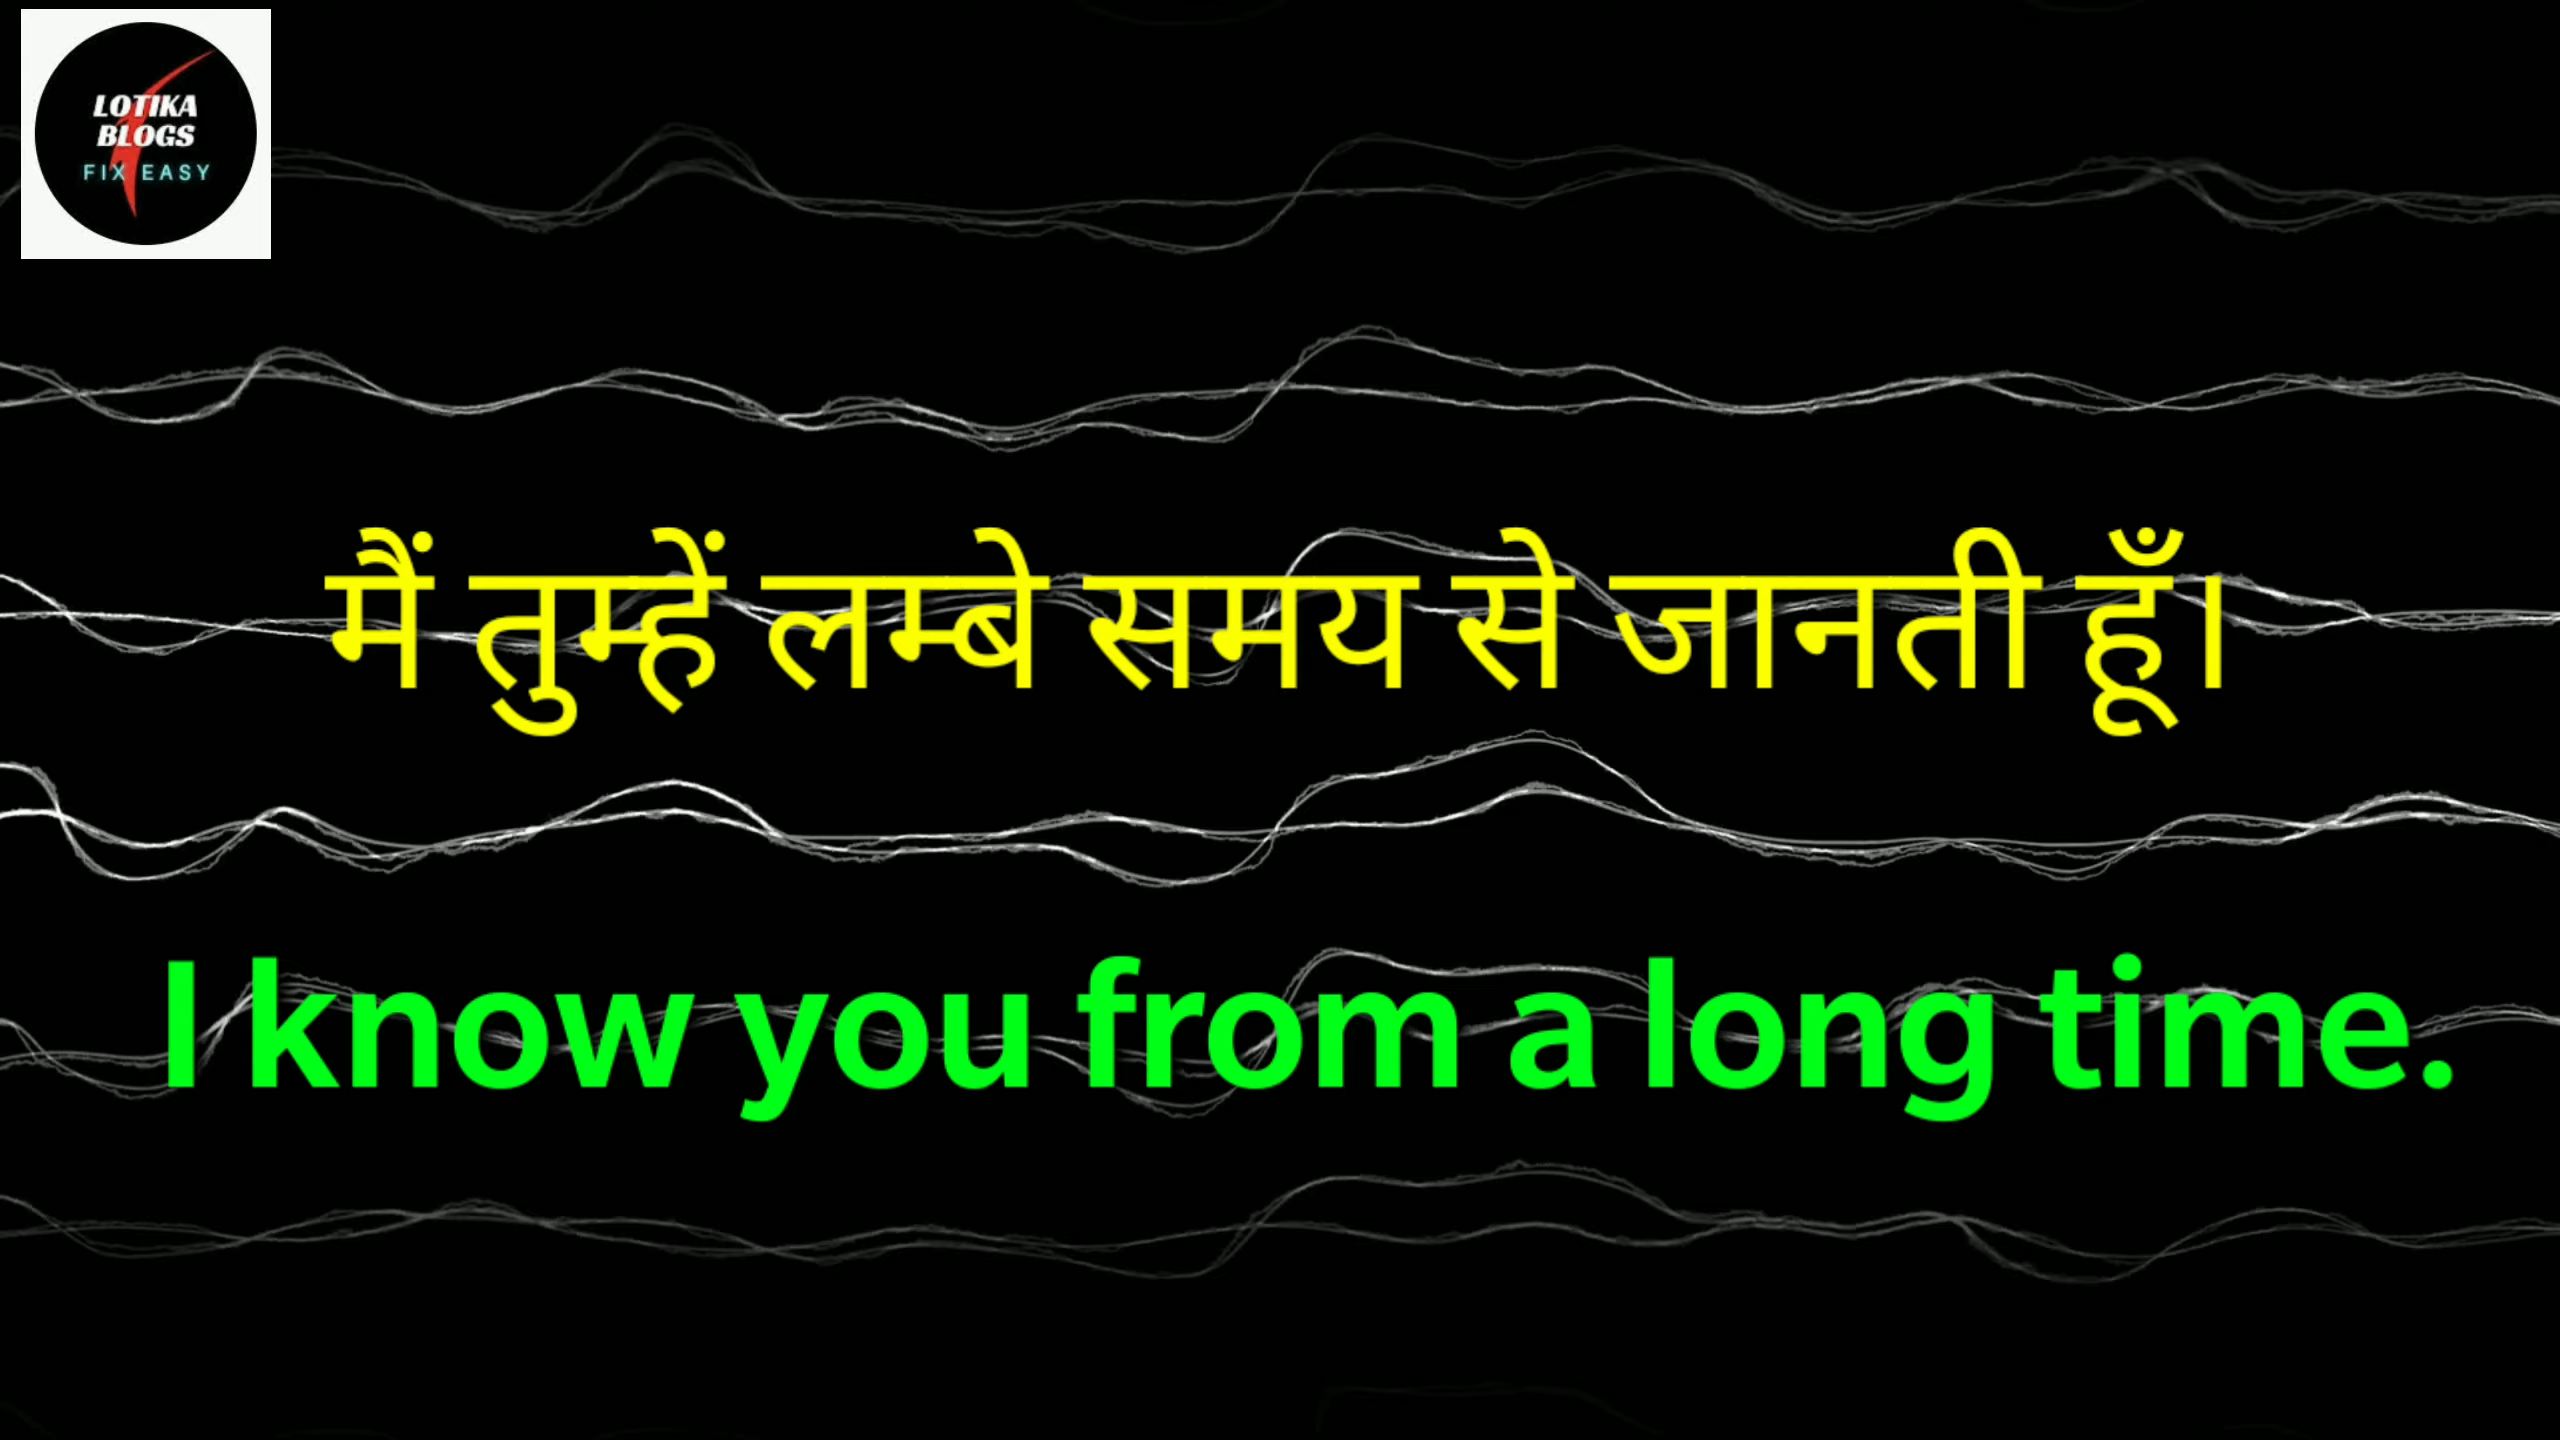 LOTIKA
BLOGS
FIX EASY
मैं तुम्हें लम्बे समय से जानती हूँ।
I know you from a long time.